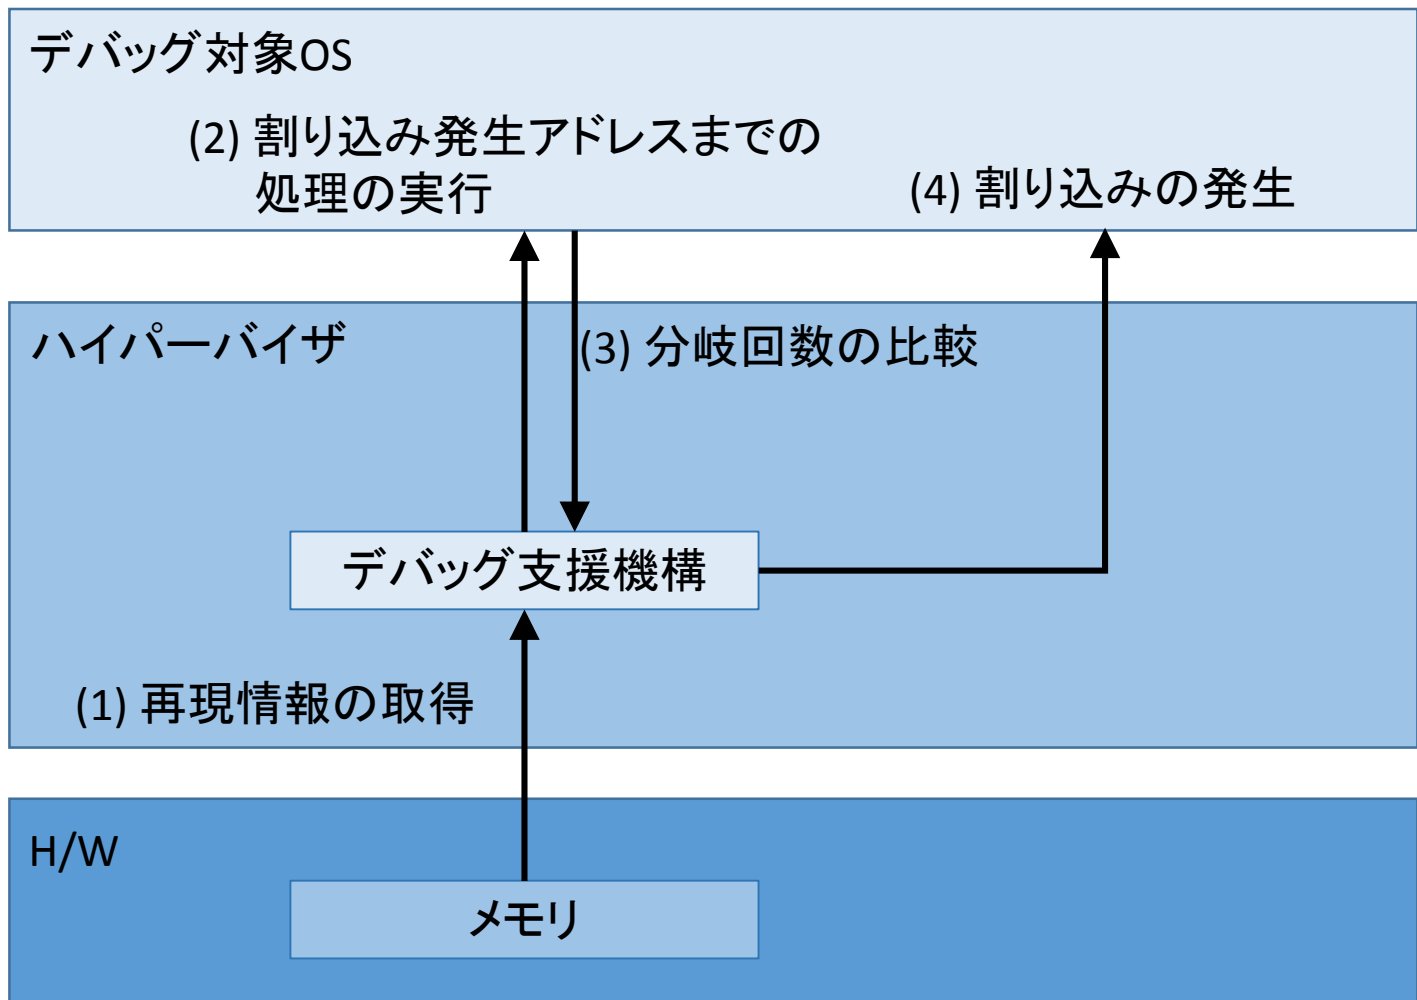 デバッグ対象OS
(2) 割り込み発生アドレスまでの
処理の実行
(4) 割り込みの発生
ハイパーバイザ
(3) 分岐回数の比較
デバッグ支援機構
(1) 再現情報の取得
H/W
メモリ